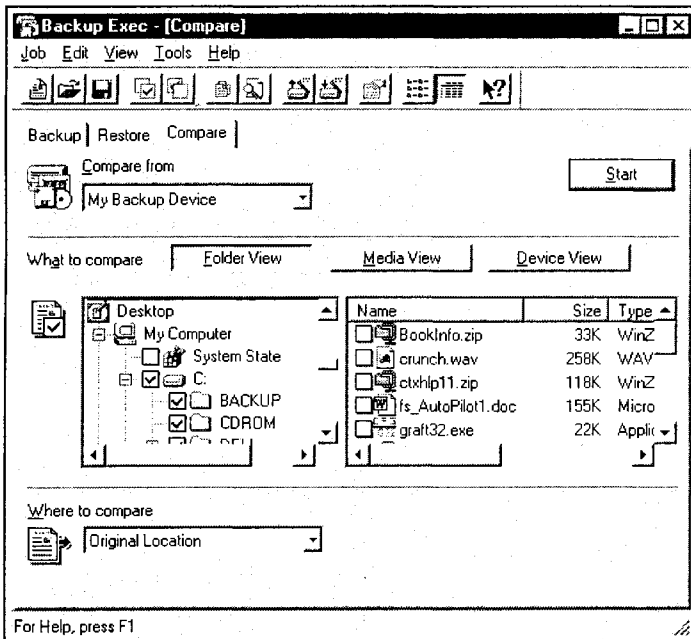 Backup Exec - [Compare]
Job Edit View Tools Help
Backup Restore Compare
Compare from
Start
My Backup Device
What to compare Folder View Media View Device View
Desktop
My Computer
System State
C:
BACKUP
CDROM
Name Size Type
BookInfo.zip 33K WinZ
crunch.wav 258K WAV
ctxhlp11.zip 118K WinZ
fs_AutoPilot1.doc 155K Micro
graft32.exe 22K Applic
Where to compare
Original Location
For Help, press F1